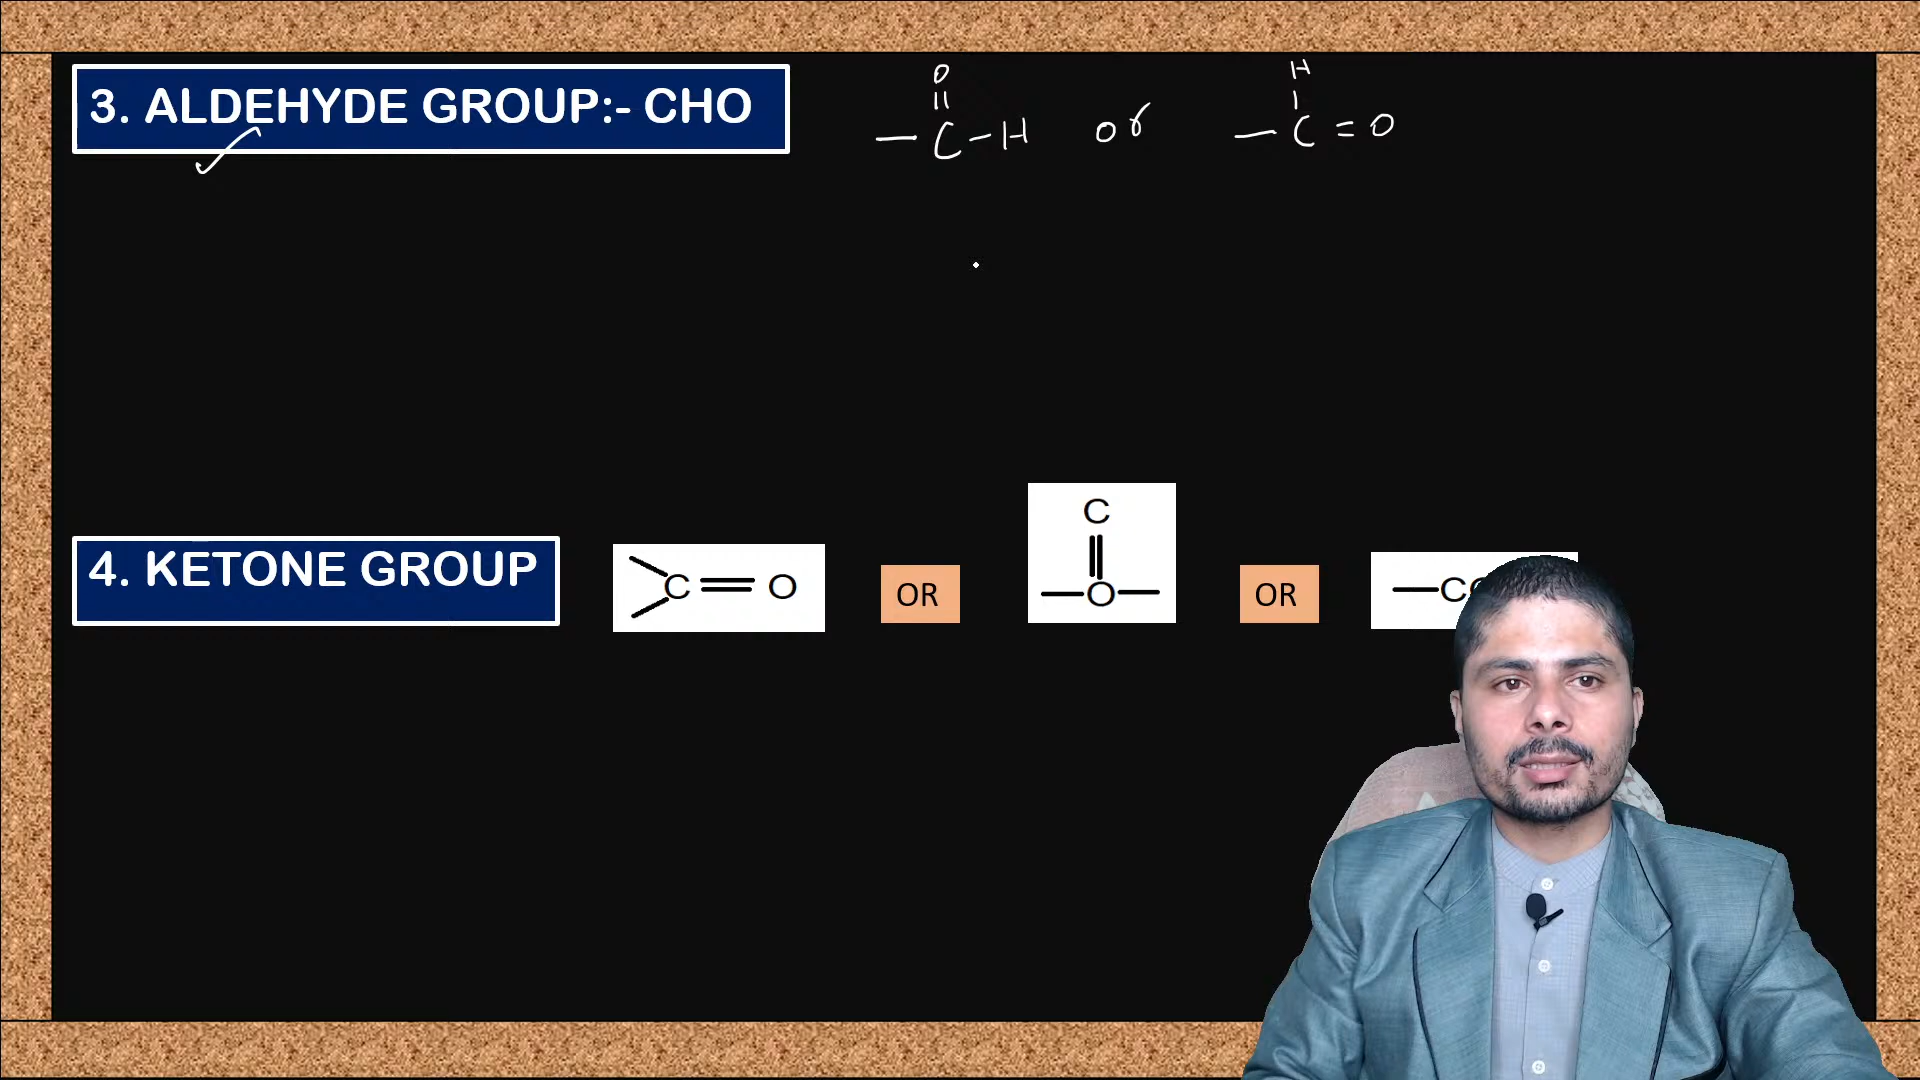 3. ALDEHYDE GROUP:- CHO
O
||
— C – H or
H
|
— C = O
4. KETONE GROUP
C = O
OR
C
||
— O —
OR
— C